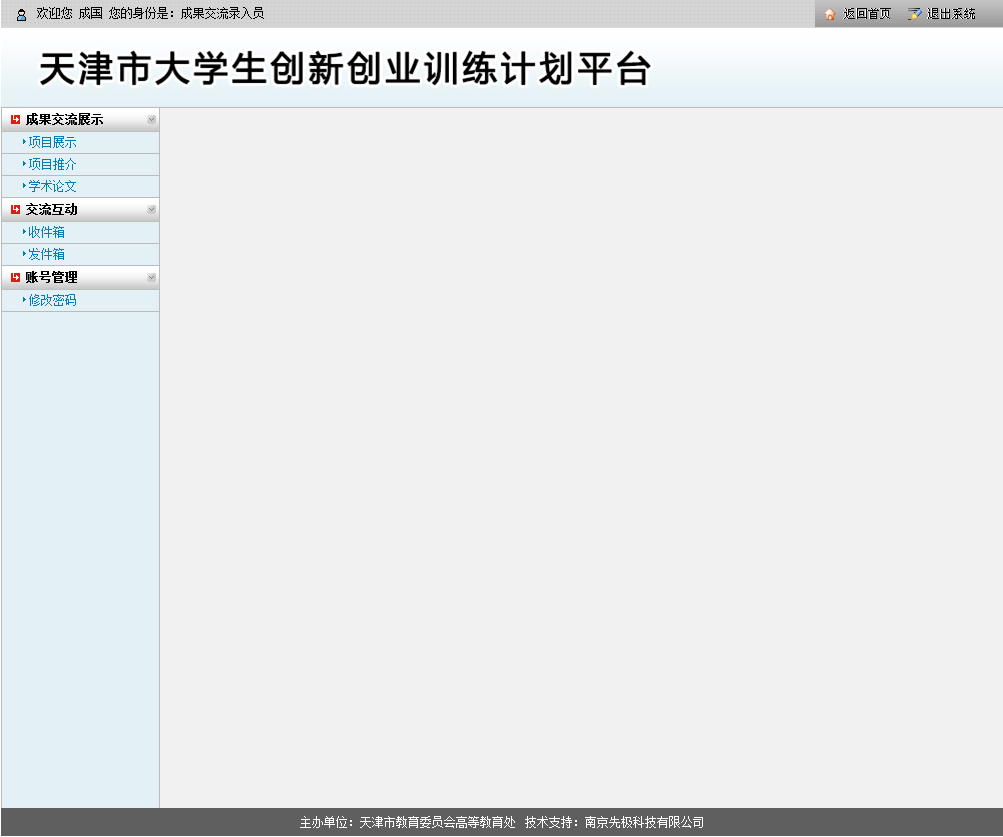 欢迎您 成国 您的身份是：成果交流录入员
返回首页 退出系统
天津市大学生创新创业训练计划平台
成果交流展示
项目展示
项目推介
学术论文
交流互动
收件箱
发件箱
账号管理
修改密码
主办单位：天津市教育委员会高等教育处 技术支持：南京先极科技有限公司